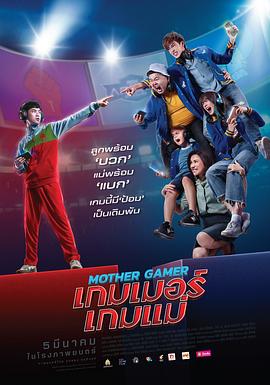 ลูกพร้อม
'บวก'
แม่พร้อม
'แบก'
เกมนี้มี 'ป้อม'
เป็นเดิมพัน
MOTHER GAMER
เกมเมอร์
เกมแม่
5 มีนาคม
ในโรงภาพยนตร์